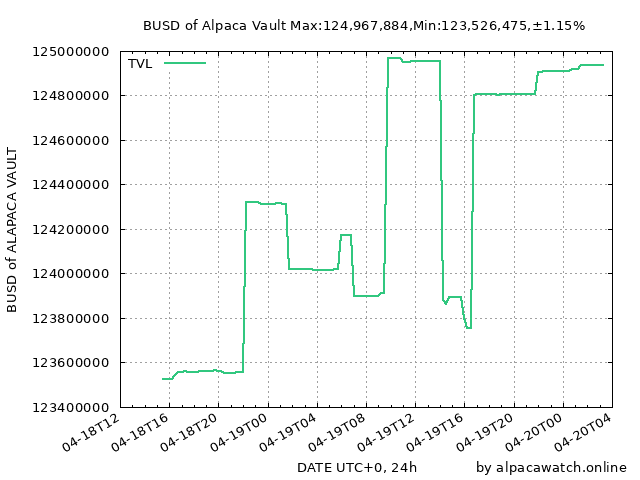 BUSD of Alpaca Vault Max:124,967,884,Min:123,526,475,±1.15%
TVL
125000000
124800000
124600000
124400000
124200000
124000000
123800000
123600000
123400000
BUSD of ALAPACA VAULT
04-18T12
04-18T16
04-18T20
04-19T00
04-19T04
04-19T08
04-19T12
04-19T16
04-19T20
04-20T00
04-20T04
DATE UTC+0, 24h
by alpacawatch.online